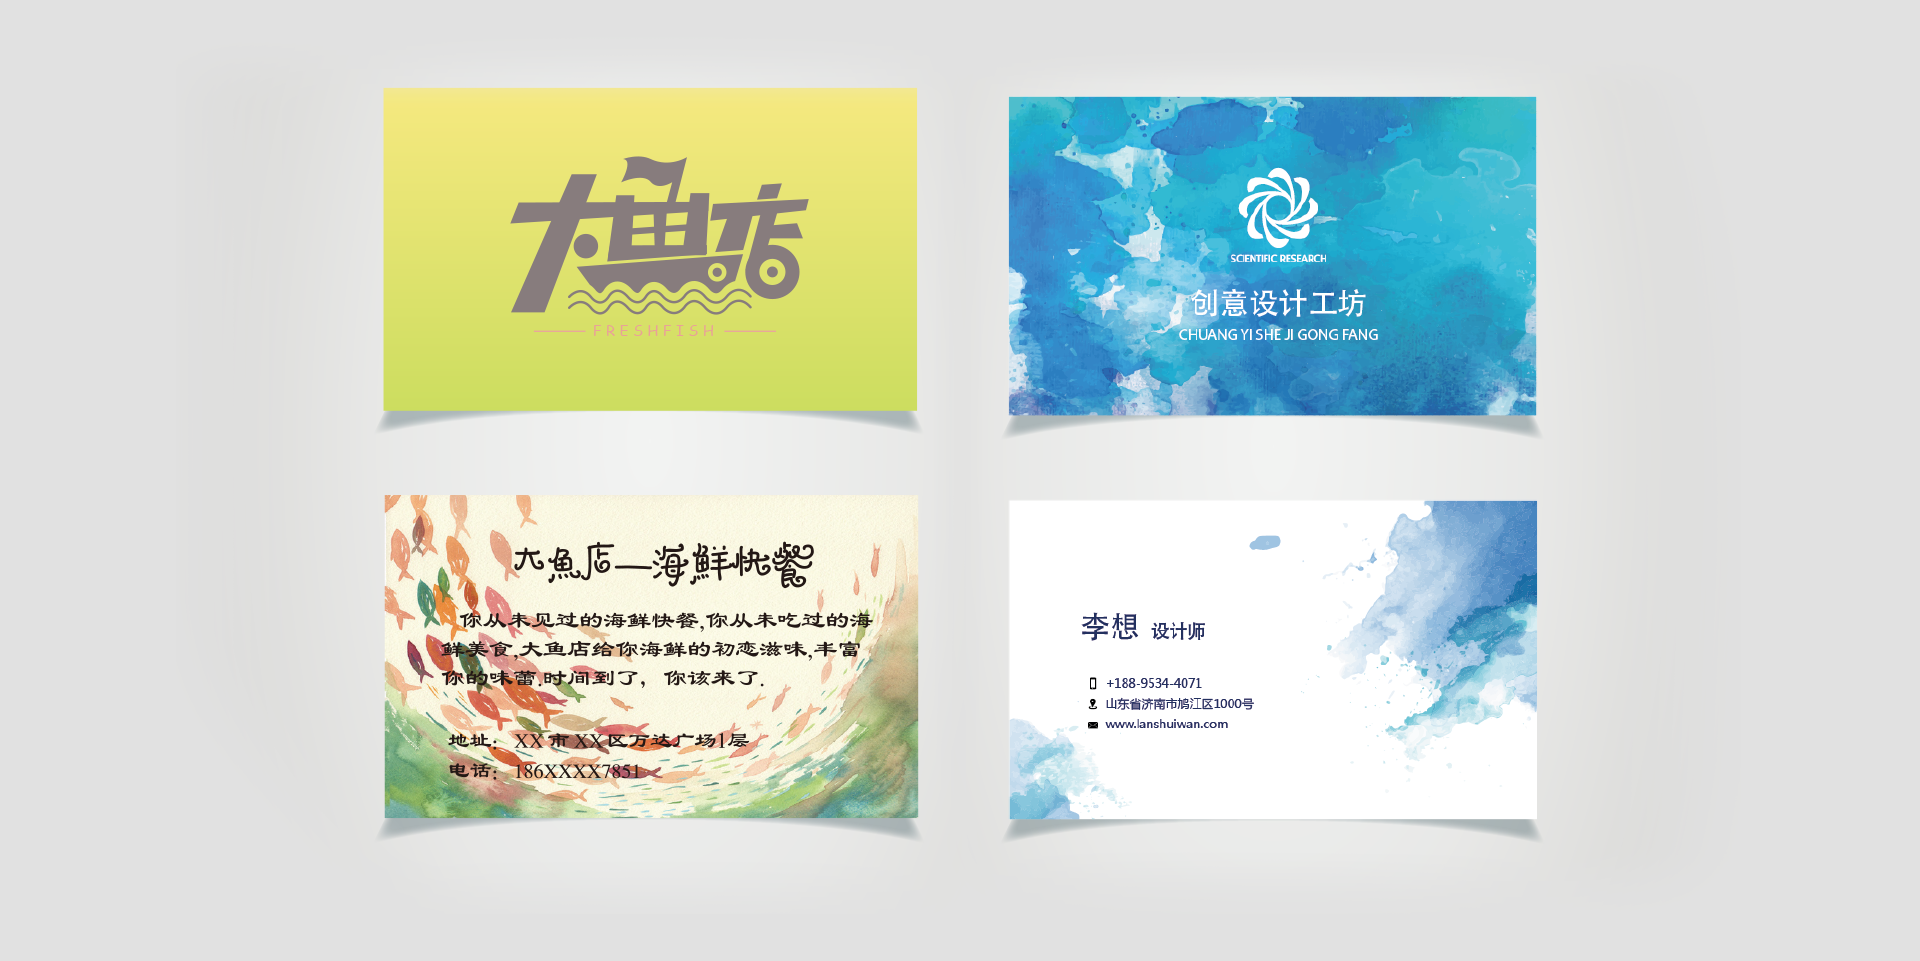 大鱼店
FRESHFISH
SCIENTIFIC RESEARCH
创意设计工坊
CHUANG YI SHE JI GONG FANG
大魚店—海鮮快餐
你从未见过的海鲜快餐,你从未吃过的海
鲜美食,大鱼店给你海鲜的初恋滋味,丰富
你的味蕾.时间到了，你该来了.
地址：XX市XX区万达广场1层
电话：186XXXX7851
李想 设计师
+188-9534-4071
山东省济南市鸠江区1000号
www.lanshuiwan.com